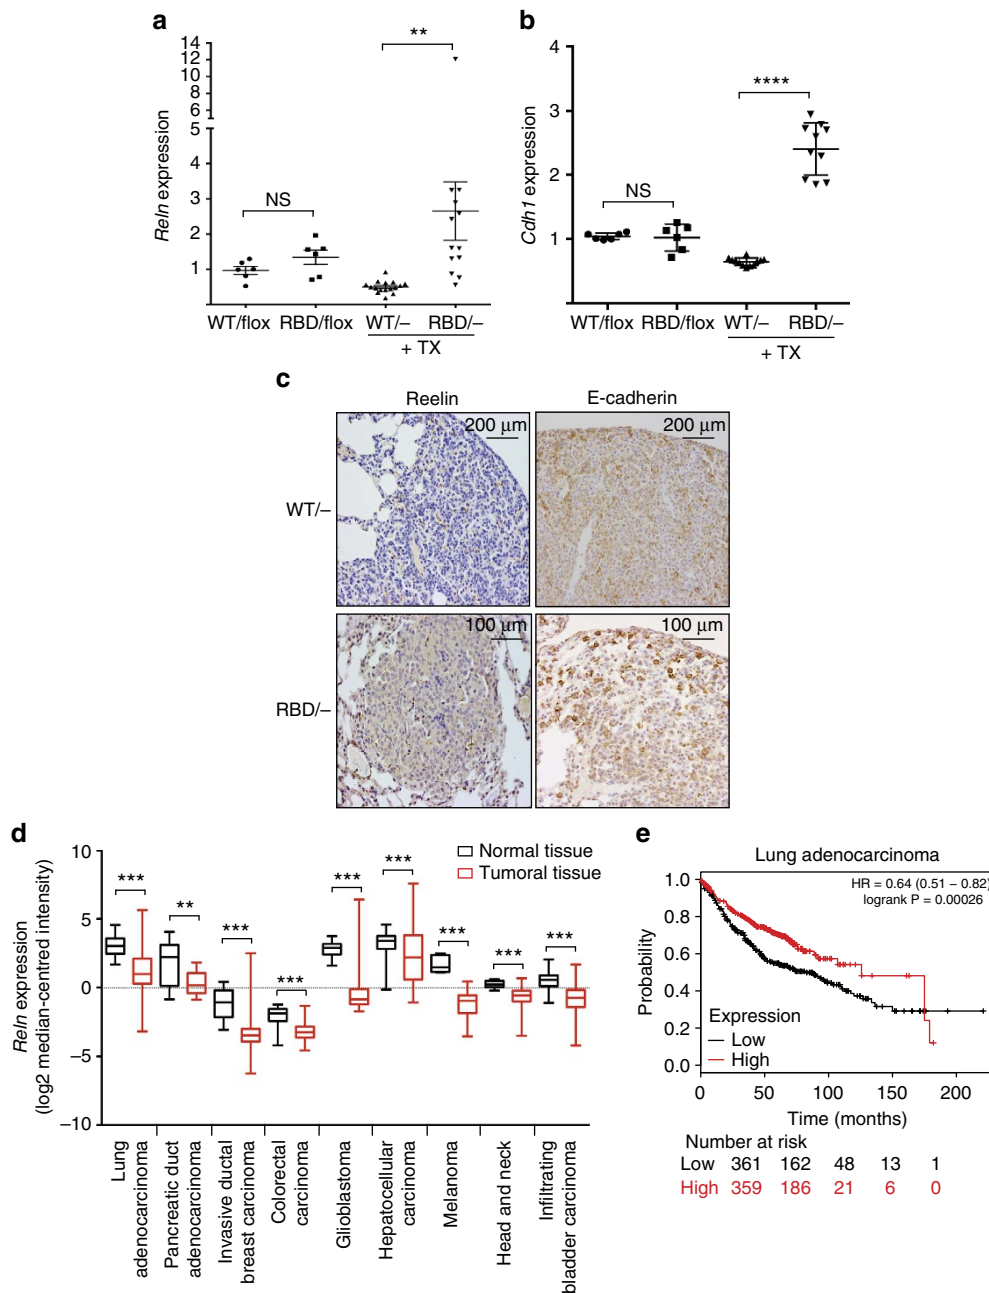 a
Reln expression
14
12
10
8
6
5
4
3
2
1
**
NS
WT/flox
RBD/flox
WT/–
RBD/–
+ TX
b
Cdh1 expression
4
3
2
1
0
****
NS
WT/flox
RBD/flox
WT/–
RBD/–
+ TX
c
Reelin
E-cadherin
WT/–
200 μm
200 μm
RBD/–
100 μm
100 μm
d
Reln expression
(log2 median-centred intensity)
10
5
0
−5
−10
Normal tissue
Tumoral tissue
***
**
***
***
***
***
***
***
***
Lung
adenocarcinoma
Pancreatic duct
adenocarcinoma
Invasive ductal
breast carcinoma
Colorectal
carcinoma
Glioblastoma
Hepatocellular
carcinoma
Melanoma
Head and neck
Infiltrating
bladder carcinoma
e
Lung adenocarcinoma
HR = 0.64 (0.51 − 0.82)
logrank P = 0.00026
Probability
1.0
0.8
0.6
0.4
0.2
0.0
Expression
Low
High
0 50 100 150 200
Time (months)
Number at risk
Low 361 162 48 13 1
High 359 186 21 6 0